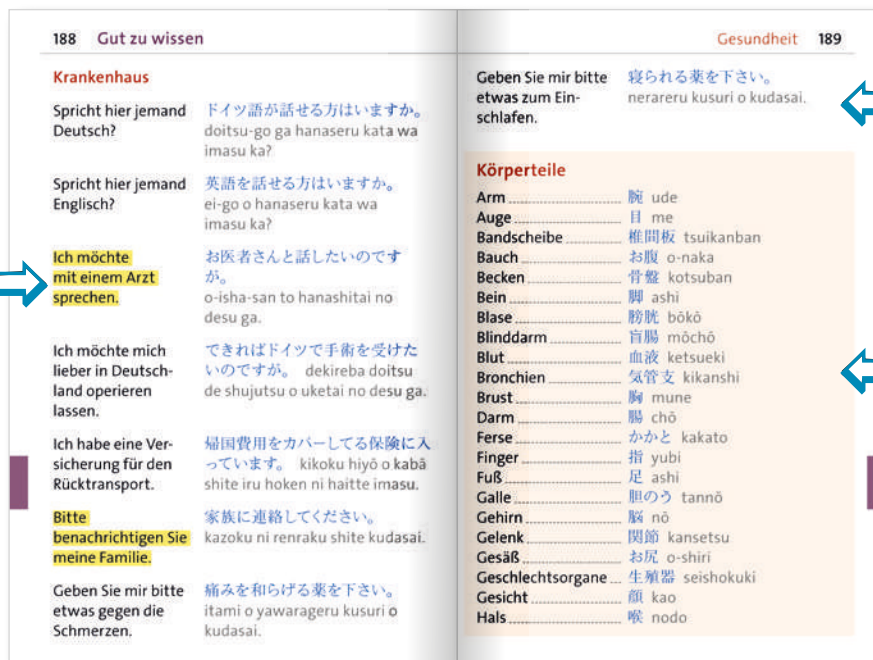 188 Gut zu wissen
Krankenhaus
Spricht hier jemand
Deutsch?
ドイツ語が話せる方はいますか。
doitsu-go ga hanaseru kata wa
imasu ka?
Spricht hier jemand
Englisch?
英語を話せる方はいますか。
ei-go o hanaseru kata wa
imasu ka?
Ich möchte
mit einem Arzt
sprechen.
お医者さんと話したいのです
が。
o-isha-san to hanashitai no
desu ga.
Ich möchte mich
lieber in Deutsch-
land operieren
lassen.
できればドイツで手術を受けた
いのですが。 dekireba doitsu
de shujutsu o uketai no desu ga.
Ich habe eine Ver-
sicherung für den
Rücktransport.
帰国費用をカバーしてる保険に入
っています。 kikoku hiyō o kabā
shite iru hoken ni haitte imasu.
Bitte
benachrichtigen Sie
meine Familie.
家族に連絡してください。
kazoku ni renraku shite kudasai.
Geben Sie mir bitte
etwas gegen die
Schmerzen.
痛みを和らげる薬を下さい。
itami o yawarageru kusuri o
kudasai.
Gesundheit 189
Geben Sie mir bitte
etwas zum Ein-
schlafen.
寝られる薬を下さい。
nerareru kusuri o kudasai.
Körperteile
Arm 腕 ude
Auge 目 me
Bandscheibe 椎間板 tsuikanban
Bauch お腹 o-naka
Becken 骨盤 kotsuban
Bein 脚 ashi
Blase 膀胱 bōkō
Blinddarm 盲腸 mōchō
Blut 血液 ketsueki
Bronchien 気管支 kikanshi
Brust 胸 mune
Darm 腸 chō
Ferse かかと kakato
Finger 指 yubi
Fuß 足 ashi
Galle 胆のう tannō
Gehirn 脳 nō
Gelenk 関節 kansetsu
Gesäß お尻 o-shiri
Geschlechtsorgane 生殖器 seishokuki
Gesicht 顔 kao
Hals 喉 nodo